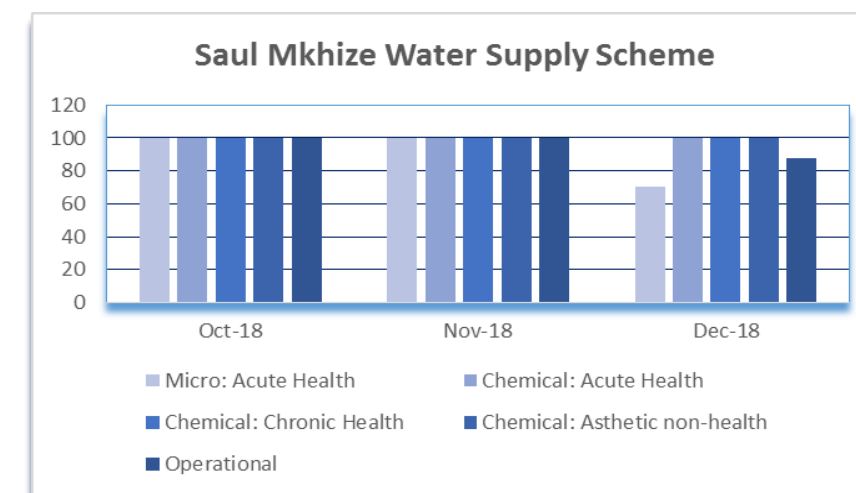 Saul Mkhize Water Supply Scheme
120
100
80
60
40
20
0
Oct-18 Nov-18 Dec-18
Micro: Acute Health Chemical: Acute Health
Chemical: Chronic Health Chemical: Asthetic non-health
Operational